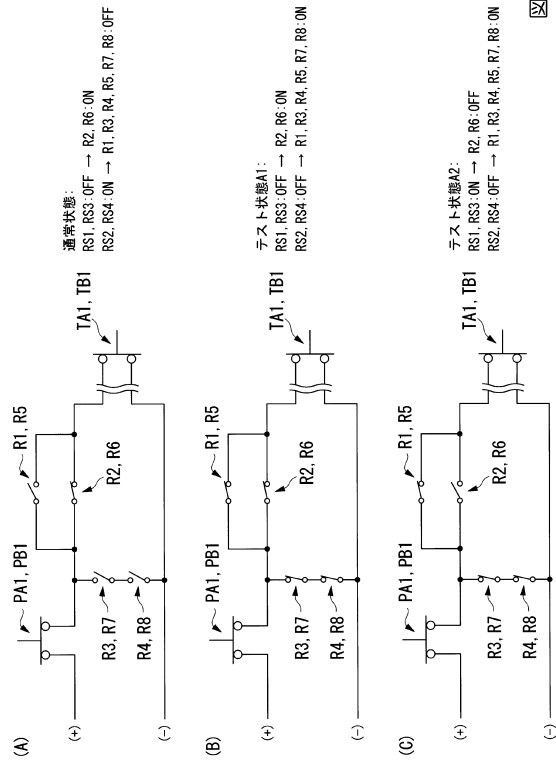 (A)
PA1, PB1
R1, R5
R2, R6
R3, R7
R4, R8
TA1, TB1
(+)
(-)
通常状態:
RS1, RS3:OFF → R2, R6:ON
RS2, RS4:ON → R1, R3, R4, R5, R7, R8:OFF
(B)
PA1, PB1
R1, R5
R2, R6
R3, R7
R4, R8
TA1, TB1
(+)
(-)
テスト状態A1:
RS1, RS3:OFF → R2, R6:ON
RS2, RS4:OFF → R1, R3, R4, R5, R7, R8:ON
(C)
PA1, PB1
R1, R5
R2, R6
R3, R7
R4, R8
TA1, TB1
(+)
(-)
テスト状態A2:
RS1, RS3:ON → R2, R6:OFF
RS2, RS4:OFF → R1, R3, R4, R5, R7, R8:ON
図